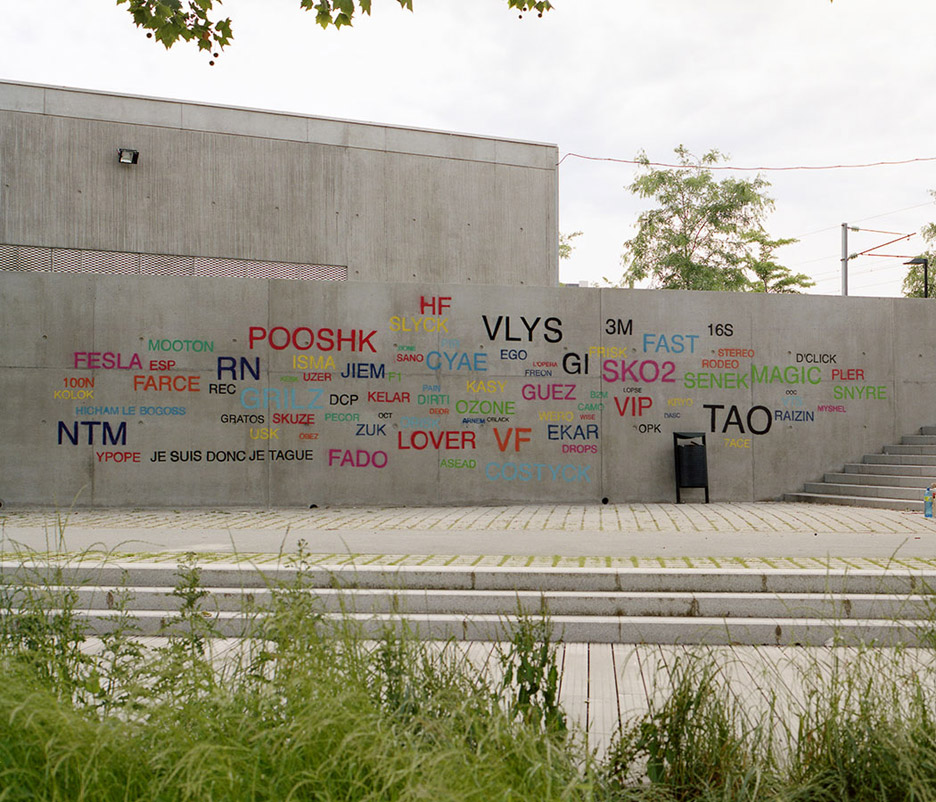 HF
SLYCK
POOSHK
VLYS
3M
16S
FAST
MOOTON
FESLA
ESP
RN
ISMA
UZER
JIEM
SANO
CYAE
EGO
L'OPERA
FREON
GI
FRISK
SKO2
STEREO
RODEO
D'CLICK
SENEK
MAGIC
PLER
100N
KOLOK
FARCE
REC
GRILZ
DCP
KELAR
DIRTI
KASY
GUEZ
SNYRE
HICHAM LE BOGOSS
GRATOS
SKUZE
PECOR
OCT
OZONE
CAMO
VIP
OPK
TAO
RAIZIN
MYSHEL
NTM
USK
ZUK
LOVER
VF
EKAR
DROPS
YPOPE
JE SUIS DONC JE TAGUE
FADO
ASEAD
COSTYCK
7ACE